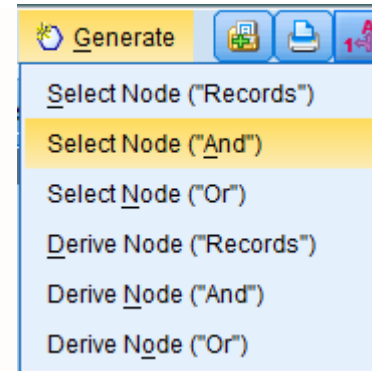 Generate
Select Node ("Records")
Select Node ("And")
Select Node ("Or")
Derive Node ("Records")
Derive Node ("And")
Derive Node ("Or")